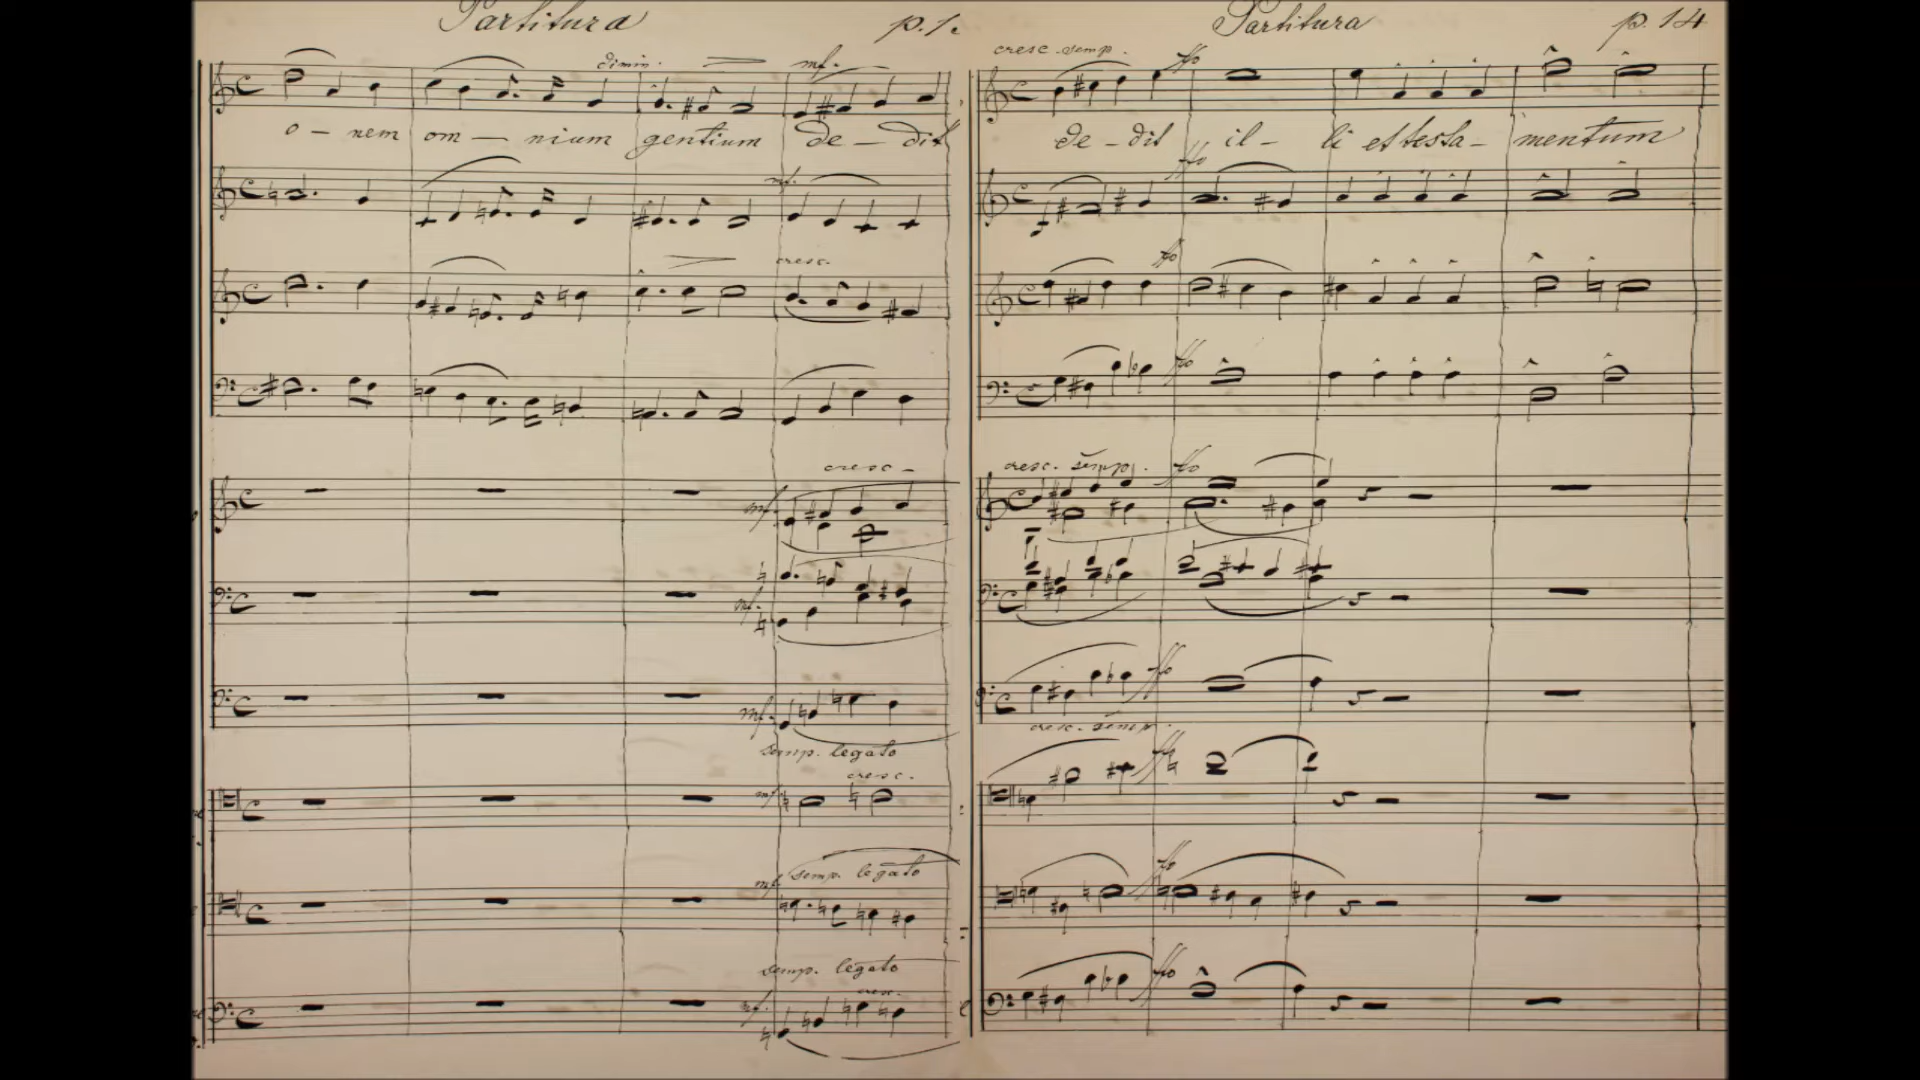 Partitura p. 1
dimin. mf.
o - nem om - nium gentium de - dit
mf.
cresc.
cresc -
mf.
mf.
mf.
semp. legato
cresc.
mf.
semp. legato
mf.
semp. legato
cresc.
mf.
Partitura p. 14
cresc. semp. ff
de - dit il - li et testa - mentum
ff
ff
ff
cresc. semp. ff
ff
cresc. semp.
ff
ff
ff